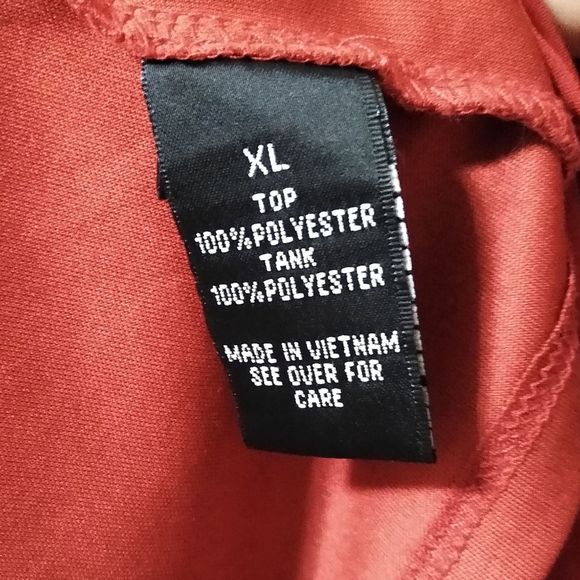 XL
TOP
100%POLYESTER
TANK
100%POLYESTER
MADE IN VIETNAM
SEE OVER FOR
CARE